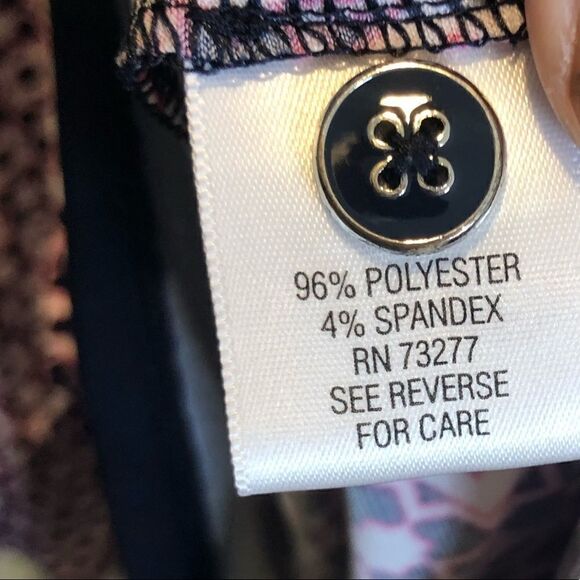 96% POLYESTER
4% SPANDEX
RN 73277
SEE REVERSE
FOR CARE